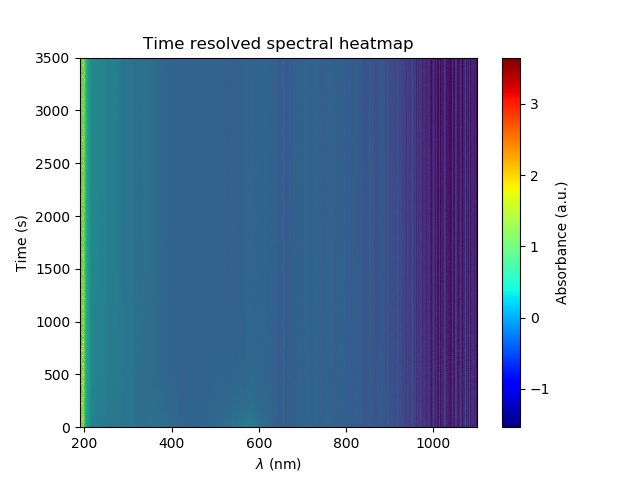 Time resolved spectral heatmap
3500
3000
2500
2000
1500
1000
500
0
Time (s)
200 400 600 800 1000
λ (nm)
3
2
1
0
−1
Absorbance (a.u.)